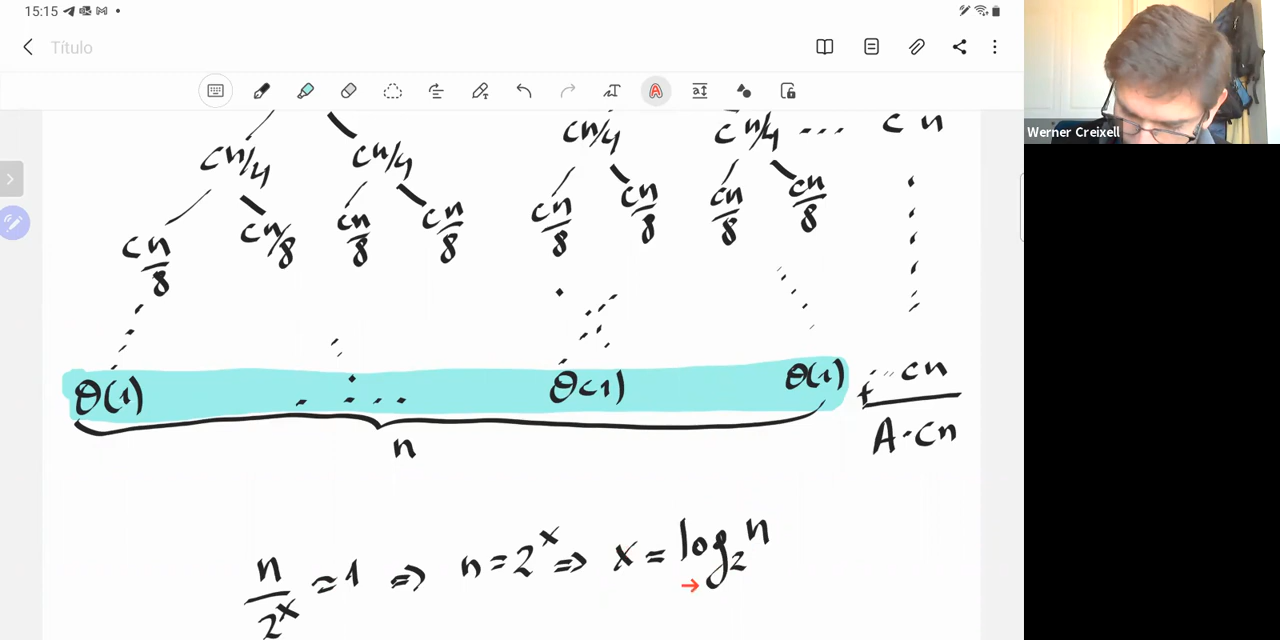 15:15
Título
cn/4 cn/4 cn/4 cn/4 ... cn
cn/8 cn/8 cn/8 cn/8 cn/8 cn/8 cn/8 cn/8
θ(1) .... θ(1) θ(1) + cn
n
A·cn
n/2^x ≈ 1 ⇒ n = 2^x ⇒ x = log₂ n
→
Werner Creixell